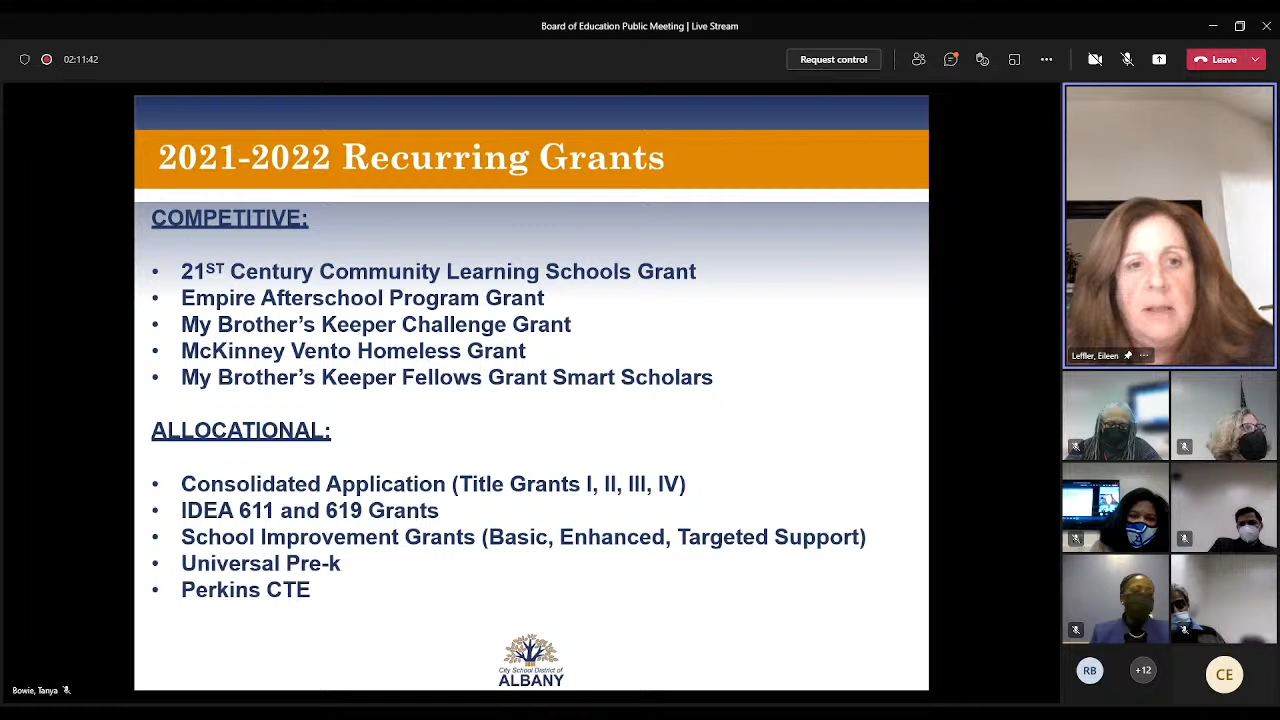 Board of Education Public Meeting | Live Stream
02:11:42
Request control
Leave
2021-2022 Recurring Grants
COMPETITIVE:
• 21ST Century Community Learning Schools Grant
• Empire Afterschool Program Grant
• My Brother’s Keeper Challenge Grant
• McKinney Vento Homeless Grant
• My Brother’s Keeper Fellows Grant Smart Scholars
ALLOCATIONAL:
• Consolidated Application (Title Grants I, II, III, IV)
• IDEA 611 and 619 Grants
• School Improvement Grants (Basic, Enhanced, Targeted Support)
• Universal Pre-k
• Perkins CTE
City School District of
ALBANY
Bowie, Tanya
Leffler, Eileen
RB
+12
CE